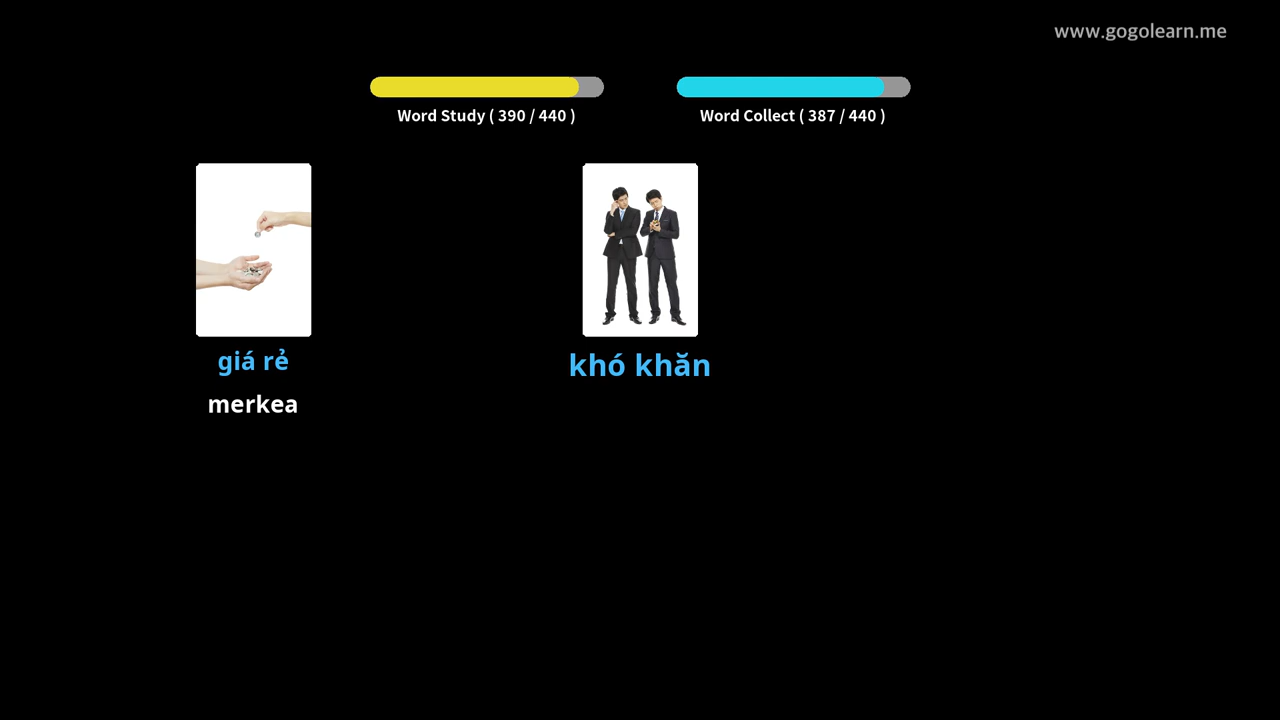 www.gogolearn.me
Word Study ( 390 / 440 )
Word Collect ( 387 / 440 )
giá rẻ
merkea
khó khăn